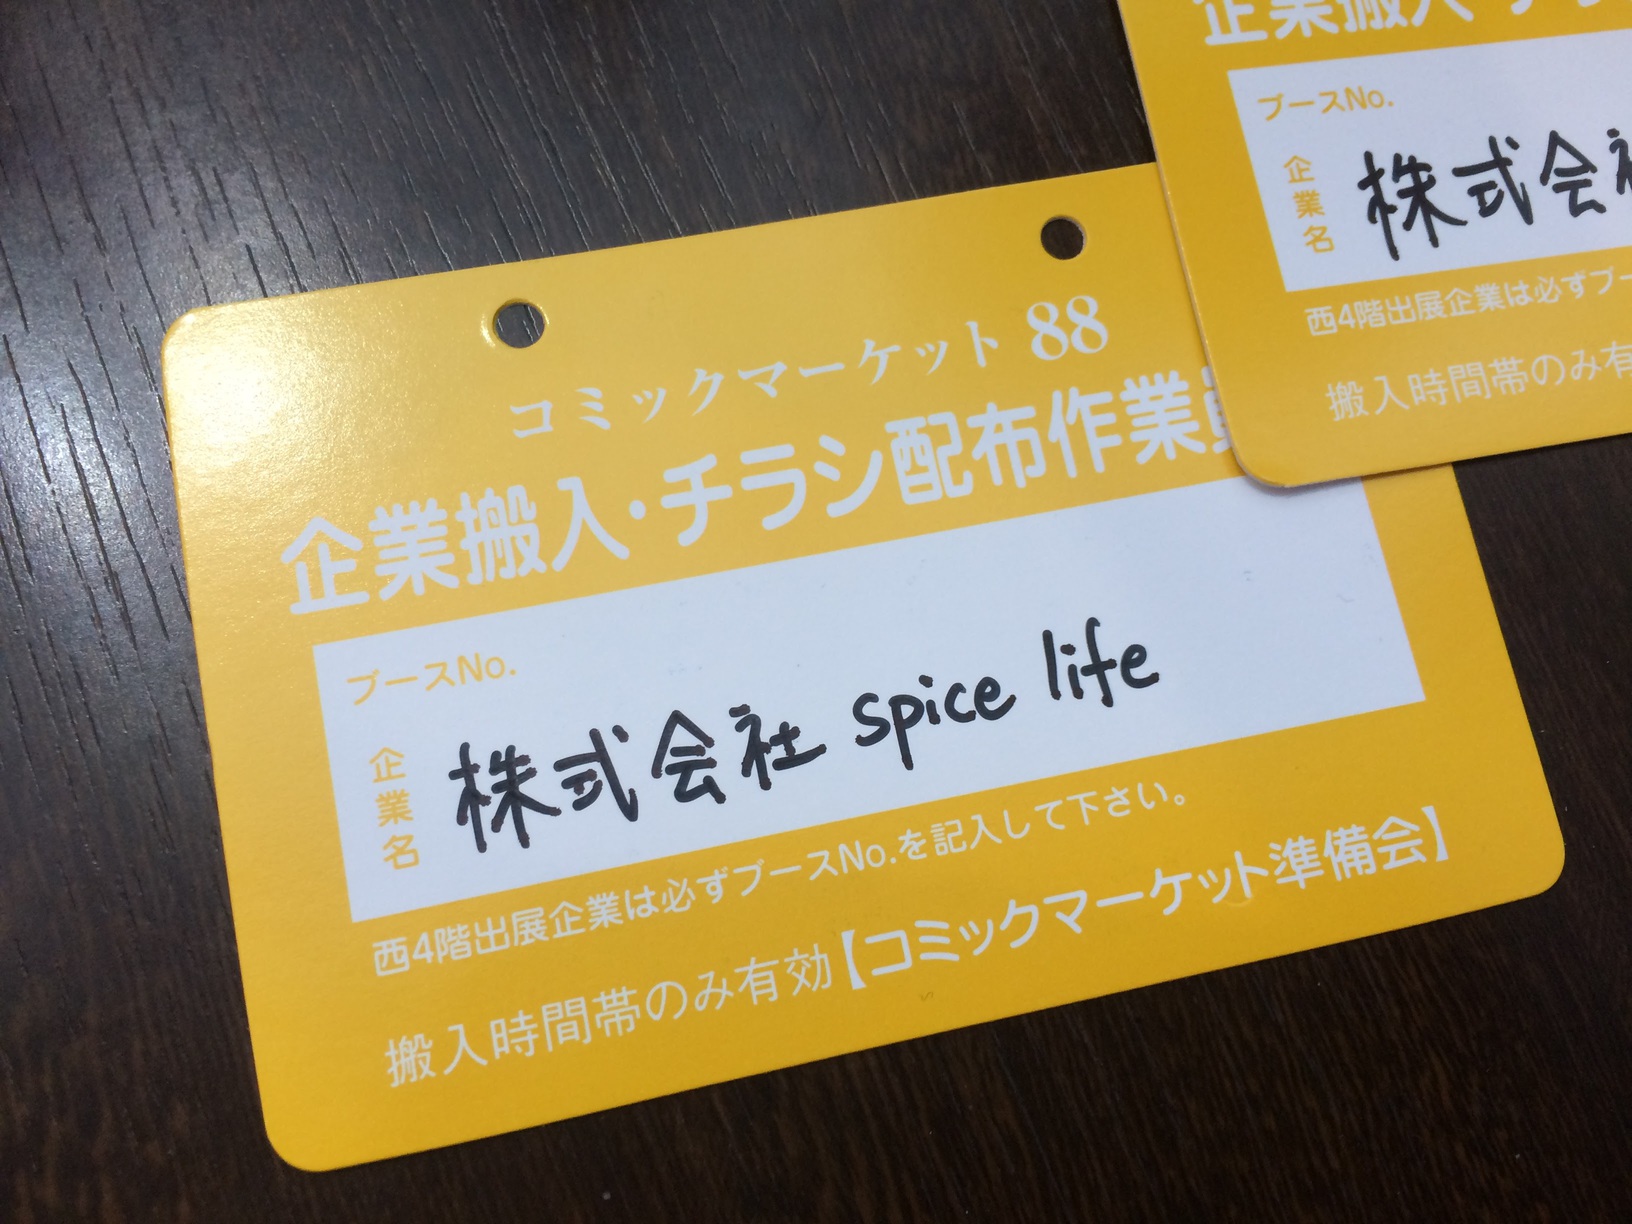 コミックマーケット 88
企業搬入・チラシ配布作業員
ブースNo.
企業名
株式会社 spice life
西4階出展企業は必ずブースNo.を記入して下さい。
搬入時間帯のみ有効【コミックマーケット準備会】
企業搬入・チラ
ブースNo.
企業名
株式会社
西4階出展企業は必ずブー
搬入時間帯のみ有